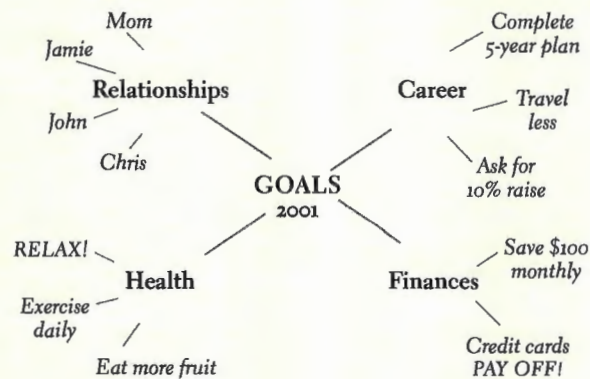 Mom
Jamie
Relationships
John
Chris
Complete
5-year plan
Career
Travel
less
Ask for
10% raise
GOALS
2001
RELAX!
Health
Exercise
daily
Eat more fruit
Save $100
monthly
Finances
Credit cards
PAY OFF!